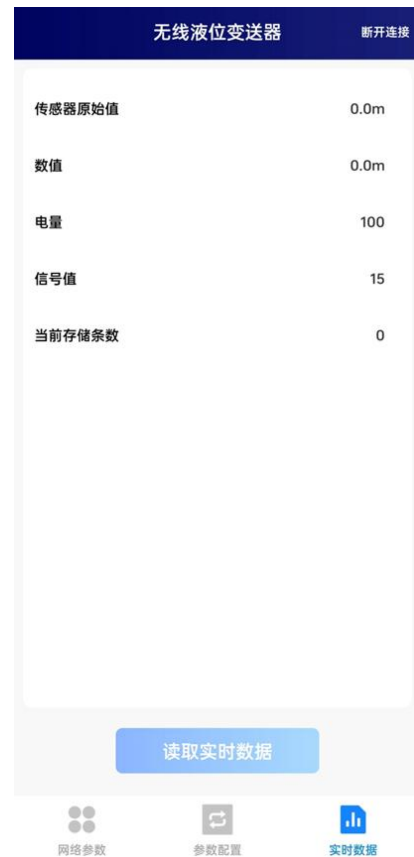 无线液位变送器 断开连接
传感器原始值 0.0m
数值 0.0m
电量 100
信号值 15
当前存储条数 0
读取实时数据
网络参数 参数配置 实时数据